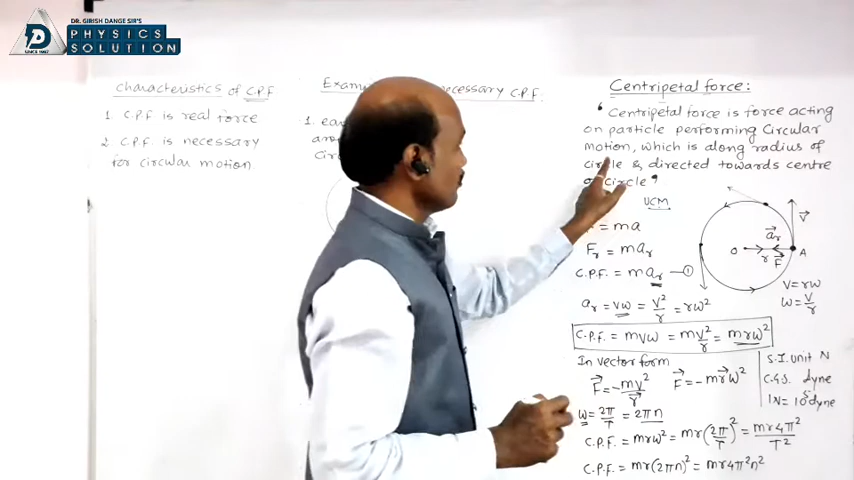 DR. GIRISH DANGE SIR'S
PHYSICS
SOLUTION
SINCE 1997
Characteristics of C.P.F
1. C.P.F is real force
2. C.P.F. is necessary
for circular motion
necessary C.P.F.
1.
Centripetal force:
" Centripetal force is force acting
on particle performing Circular
motion, which is along radius of
circle & directed towards centre
of circle "
UCM
= ma
Fr = mar
C.P.F. = mar — ①
ar = vω = v²/r = rω²
C.P.F. = mvω = mv²/r = mrω²
In vector form
F⃗ = -mv²/r⃗ F⃗ = -mr⃗ω²
ω = 2π/T = 2πn
C.P.F. = mrω² = mr(2π/T)² = mr4π²/T²
C.P.F. = mr(2πn)² = mr4π²n²
V⃗
a⃗r
O r F⃗ A
V = rω
ω = V/r
S.I. unit N
C.G.S. dyne
1N = 10⁵ dyne